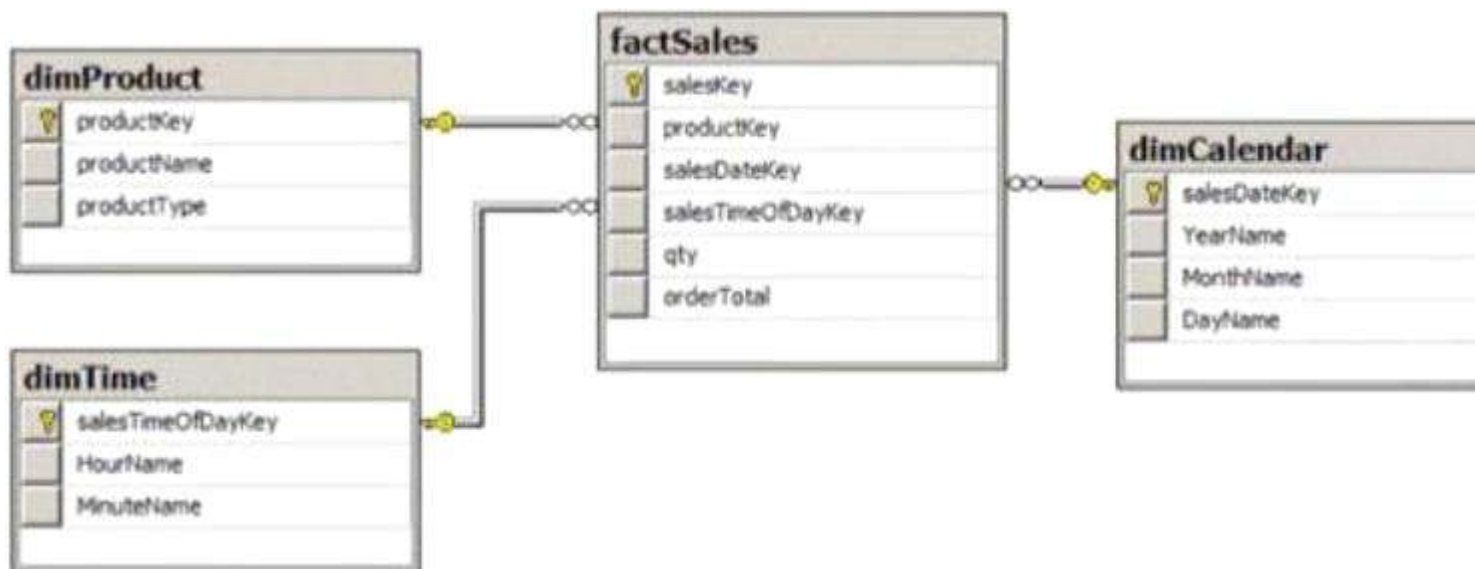 dimProduct
productKey
productName
productType
dimTime
salesTimeOfDayKey
HourName
MinuteName
factSales
salesKey
productKey
salesDateKey
salesTimeOfDayKey
qty
orderTotal
dimCalendar
salesDateKey
YearName
MonthName
DayName